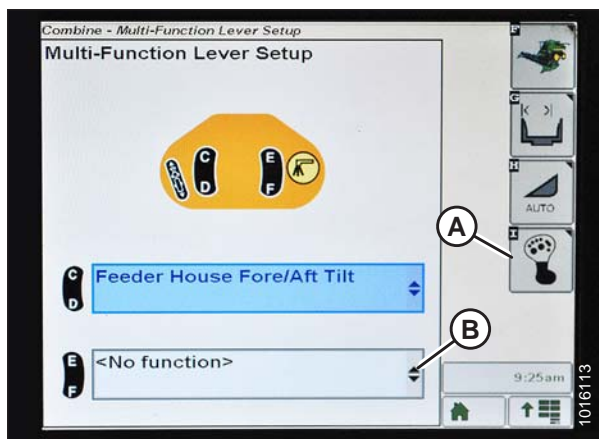 Combine - Multi-Function Lever Setup
Multi-Function Lever Setup
C
D
E
F
C
D
Feeder House Fore/Aft Tilt
E
F
<No function>
F
G
H
AUTO
I
A
B
9:25am
1016113